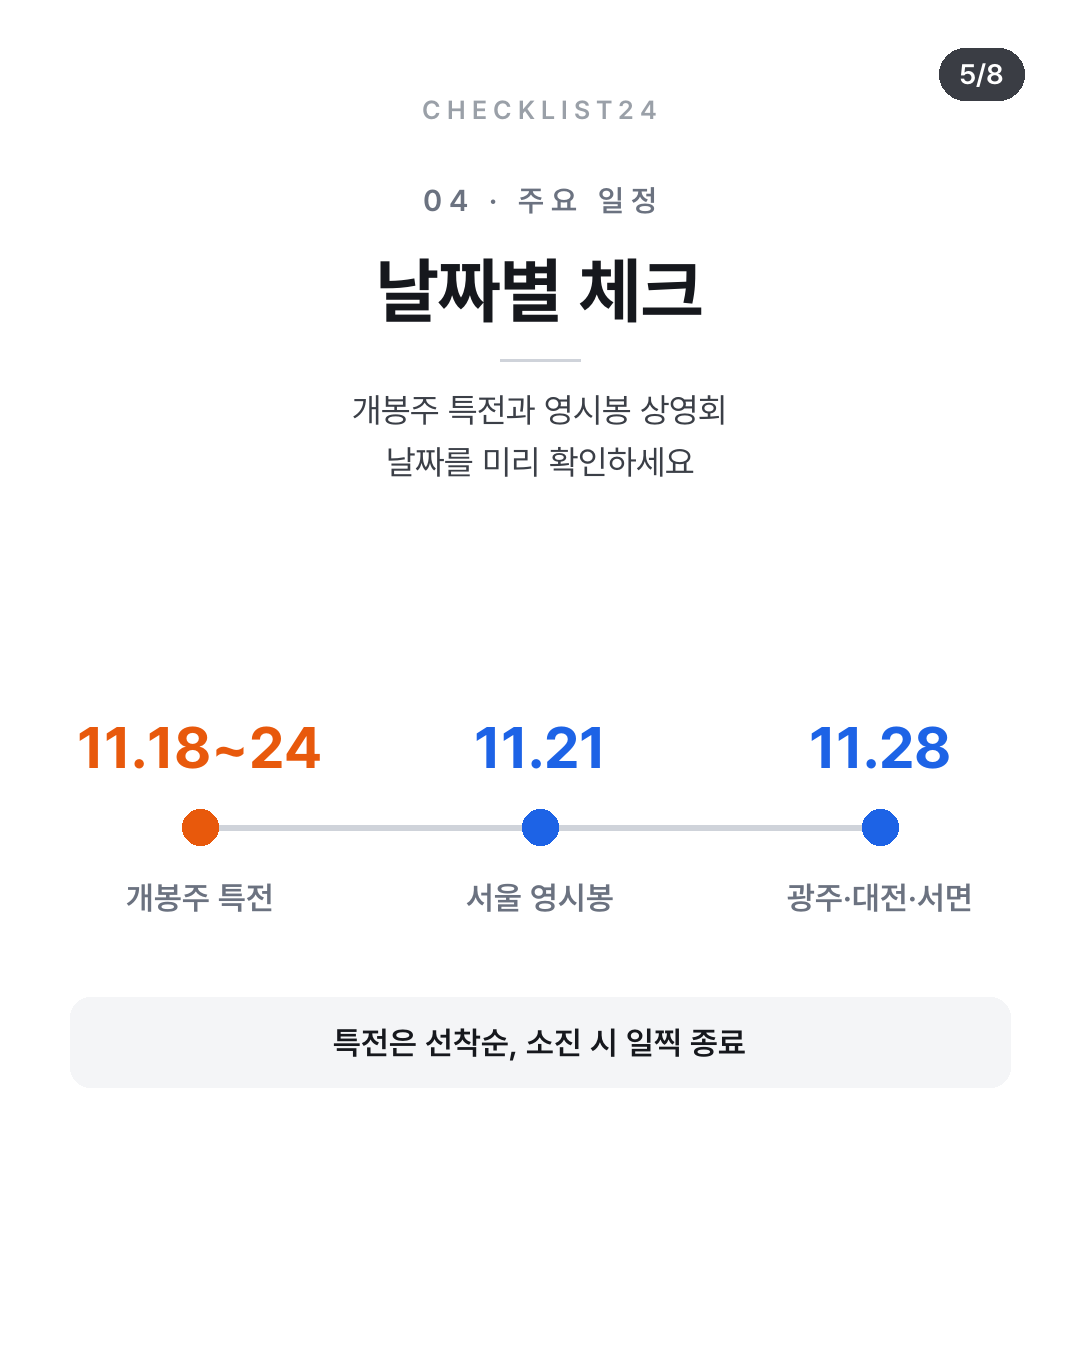 5/8
CHECKLIST24
04 · 주요 일정
날짜별 체크
개봉주 특전과 영시봉 상영회
날짜를 미리 확인하세요
11.18~24
11.21
11.28
개봉주 특전
서울 영시봉
광주·대전·서면
특전은 선착순, 소진 시 일찍 종료